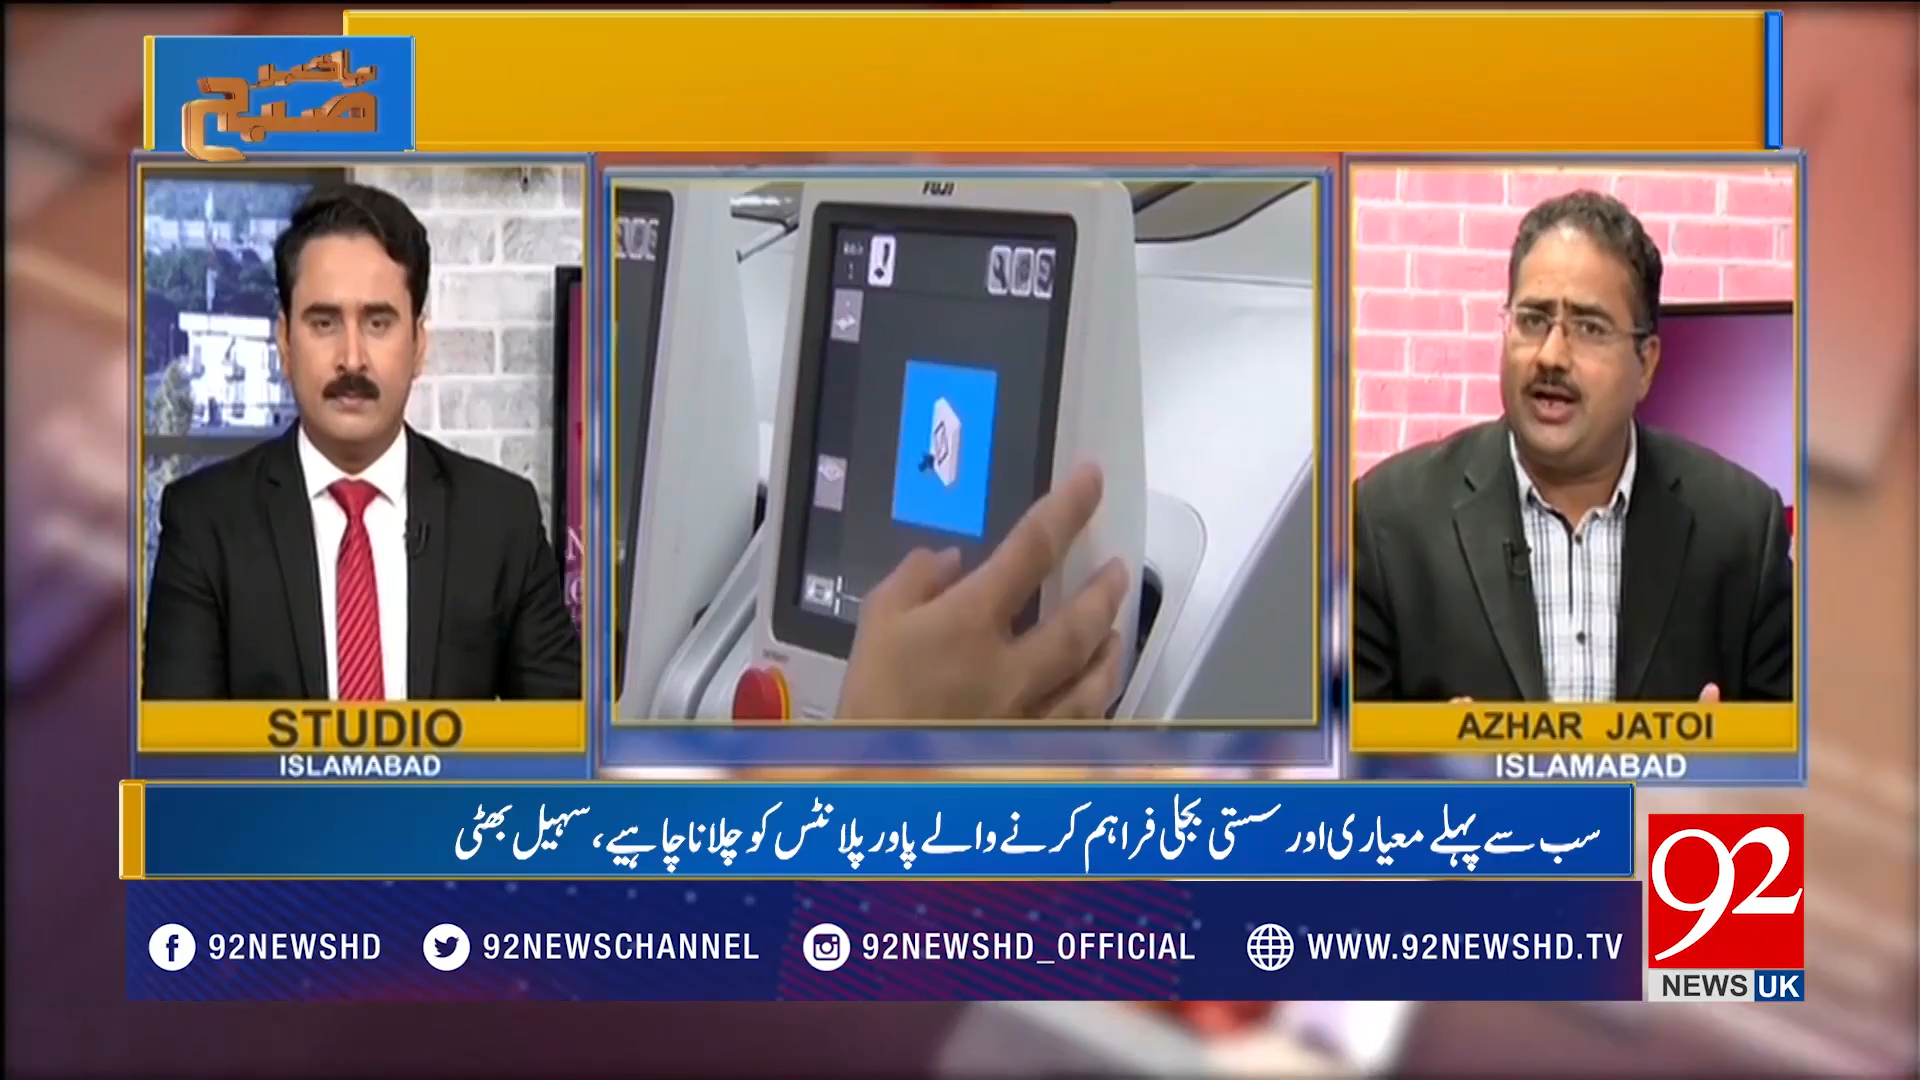 باخبر
صبح
FUJI
STUDIO
ISLAMABAD
AZHAR JATOI
ISLAMABAD
سب سے پہلے معیاری اور سستی بجلی فراہم کرنے والے پاور پلانٹس کو چلانا چاہیے، سہیل بھٹی
92NEWSHD
92NEWSCHANNEL
92NEWSHD_OFFICIAL
WWW.92NEWSHD.TV
92
NEWS UK